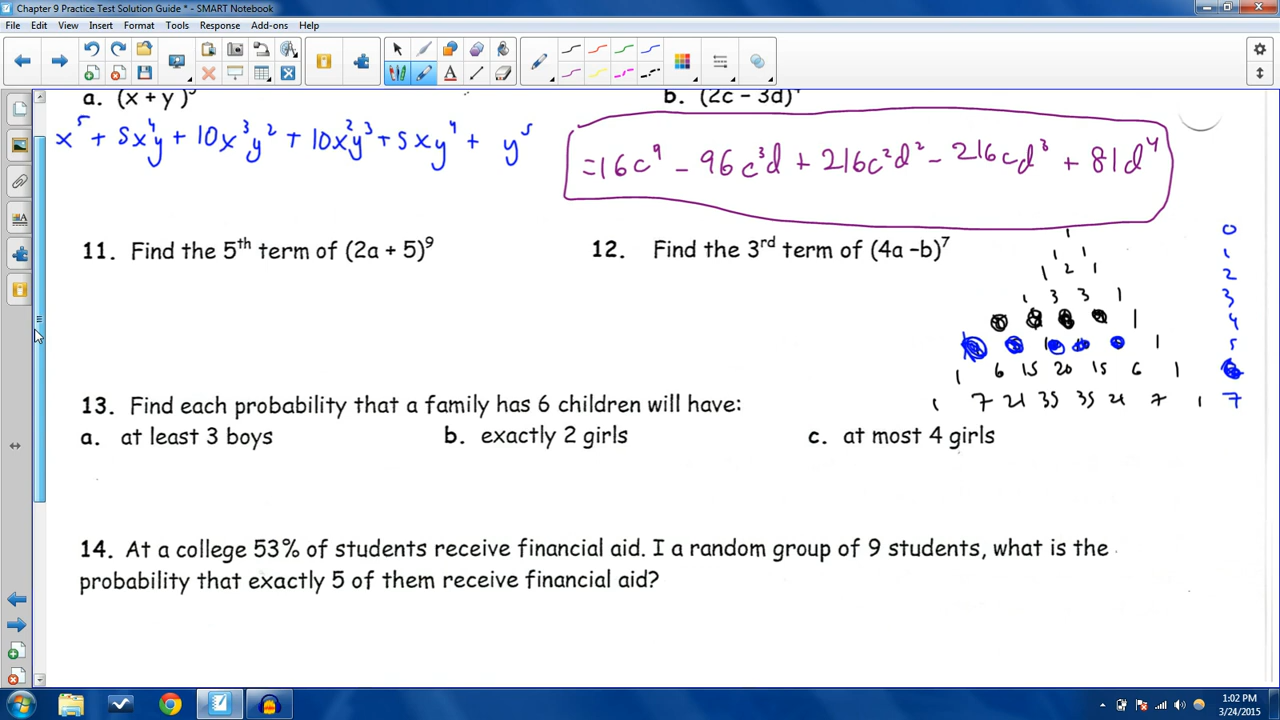 Chapter 9 Practice Test Solution Guide * - SMART Notebook
File Edit View Insert Format Tools Response Add-ons Help
a. (x + y )⁵ b. (2c – 3d)⁴
x⁵ + 5x⁴y + 10x³y² + 10x²y³ + 5xy⁴ + y⁵
=16c⁴ - 96c³d + 216c²d² - 216cd³ + 81d⁴
11. Find the 5th term of (2a + 5)⁹
12. Find the 3rd term of (4a –b)⁷
1 0
1 1 1
1 2 1 2
1 3 3 1 3
1 4
1 5
1 6 15 20 15 6 1
1 7 21 35 35 21 7 1 7
13. Find each probability that a family has 6 children will have:
a. at least 3 boys b. exactly 2 girls c. at most 4 girls
14. At a college 53% of students receive financial aid. I a random group of 9 students, what is the
probability that exactly 5 of them receive financial aid?
1:02 PM
3/24/2015